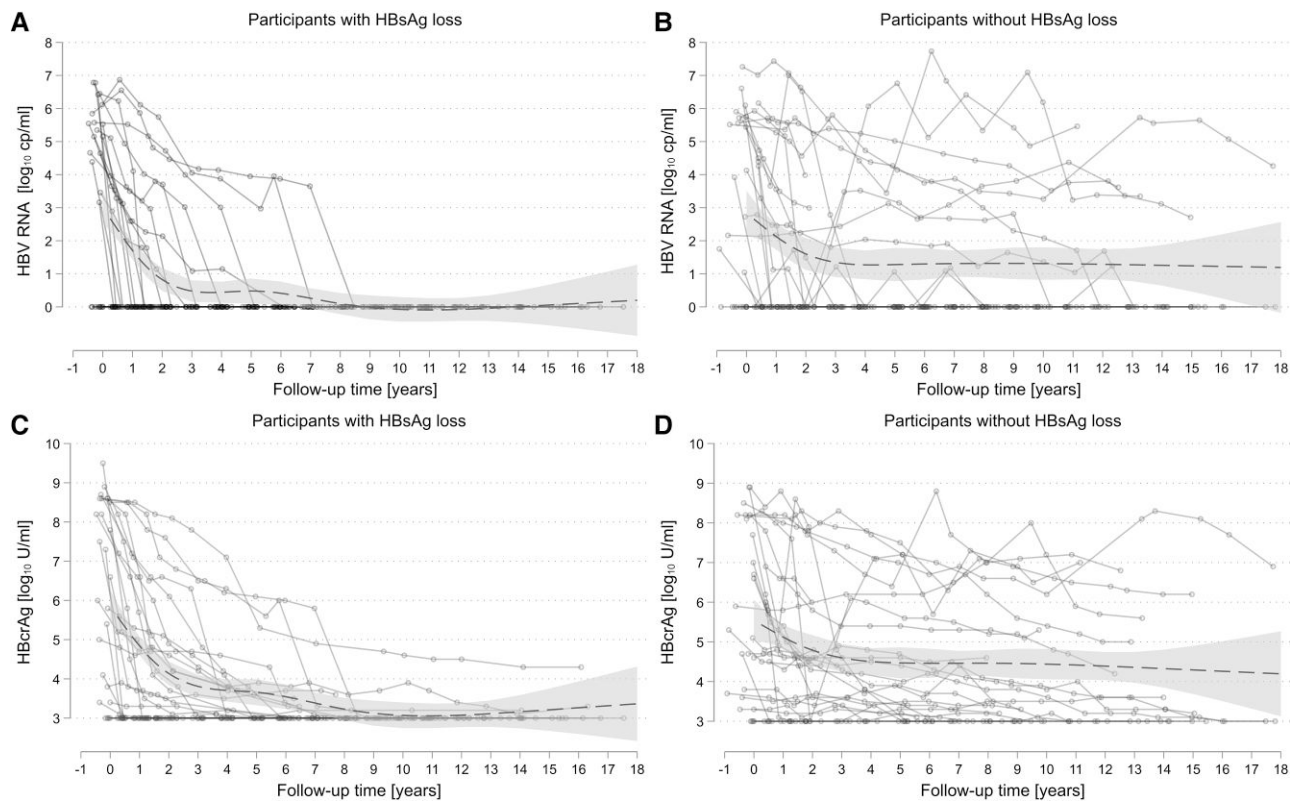 A
Participants with HBsAg loss
HBV RNA [log₁₀ cp/ml]
8
7
6
5
4
3
2
1
0
-1 0 1 2 3 4 5 6 7 8 9 10 11 12 13 14 15 16 17 18
Follow-up time [years]
B
Participants without HBsAg loss
HBV RNA [log₁₀ cp/ml]
8
7
6
5
4
3
2
1
0
-1 0 1 2 3 4 5 6 7 8 9 10 11 12 13 14 15 16 17 18
Follow-up time [years]
C
Participants with HBsAg loss
HBcrAg [log₁₀ U/ml]
10
9
8
7
6
5
4
3
-1 0 1 2 3 4 5 6 7 8 9 10 11 12 13 14 15 16 17 18
Follow-up time [years]
D
Participants without HBsAg loss
HBcrAg [log₁₀ U/ml]
10
9
8
7
6
5
4
3
-1 0 1 2 3 4 5 6 7 8 9 10 11 12 13 14 15 16 17 18
Follow-up time [years]